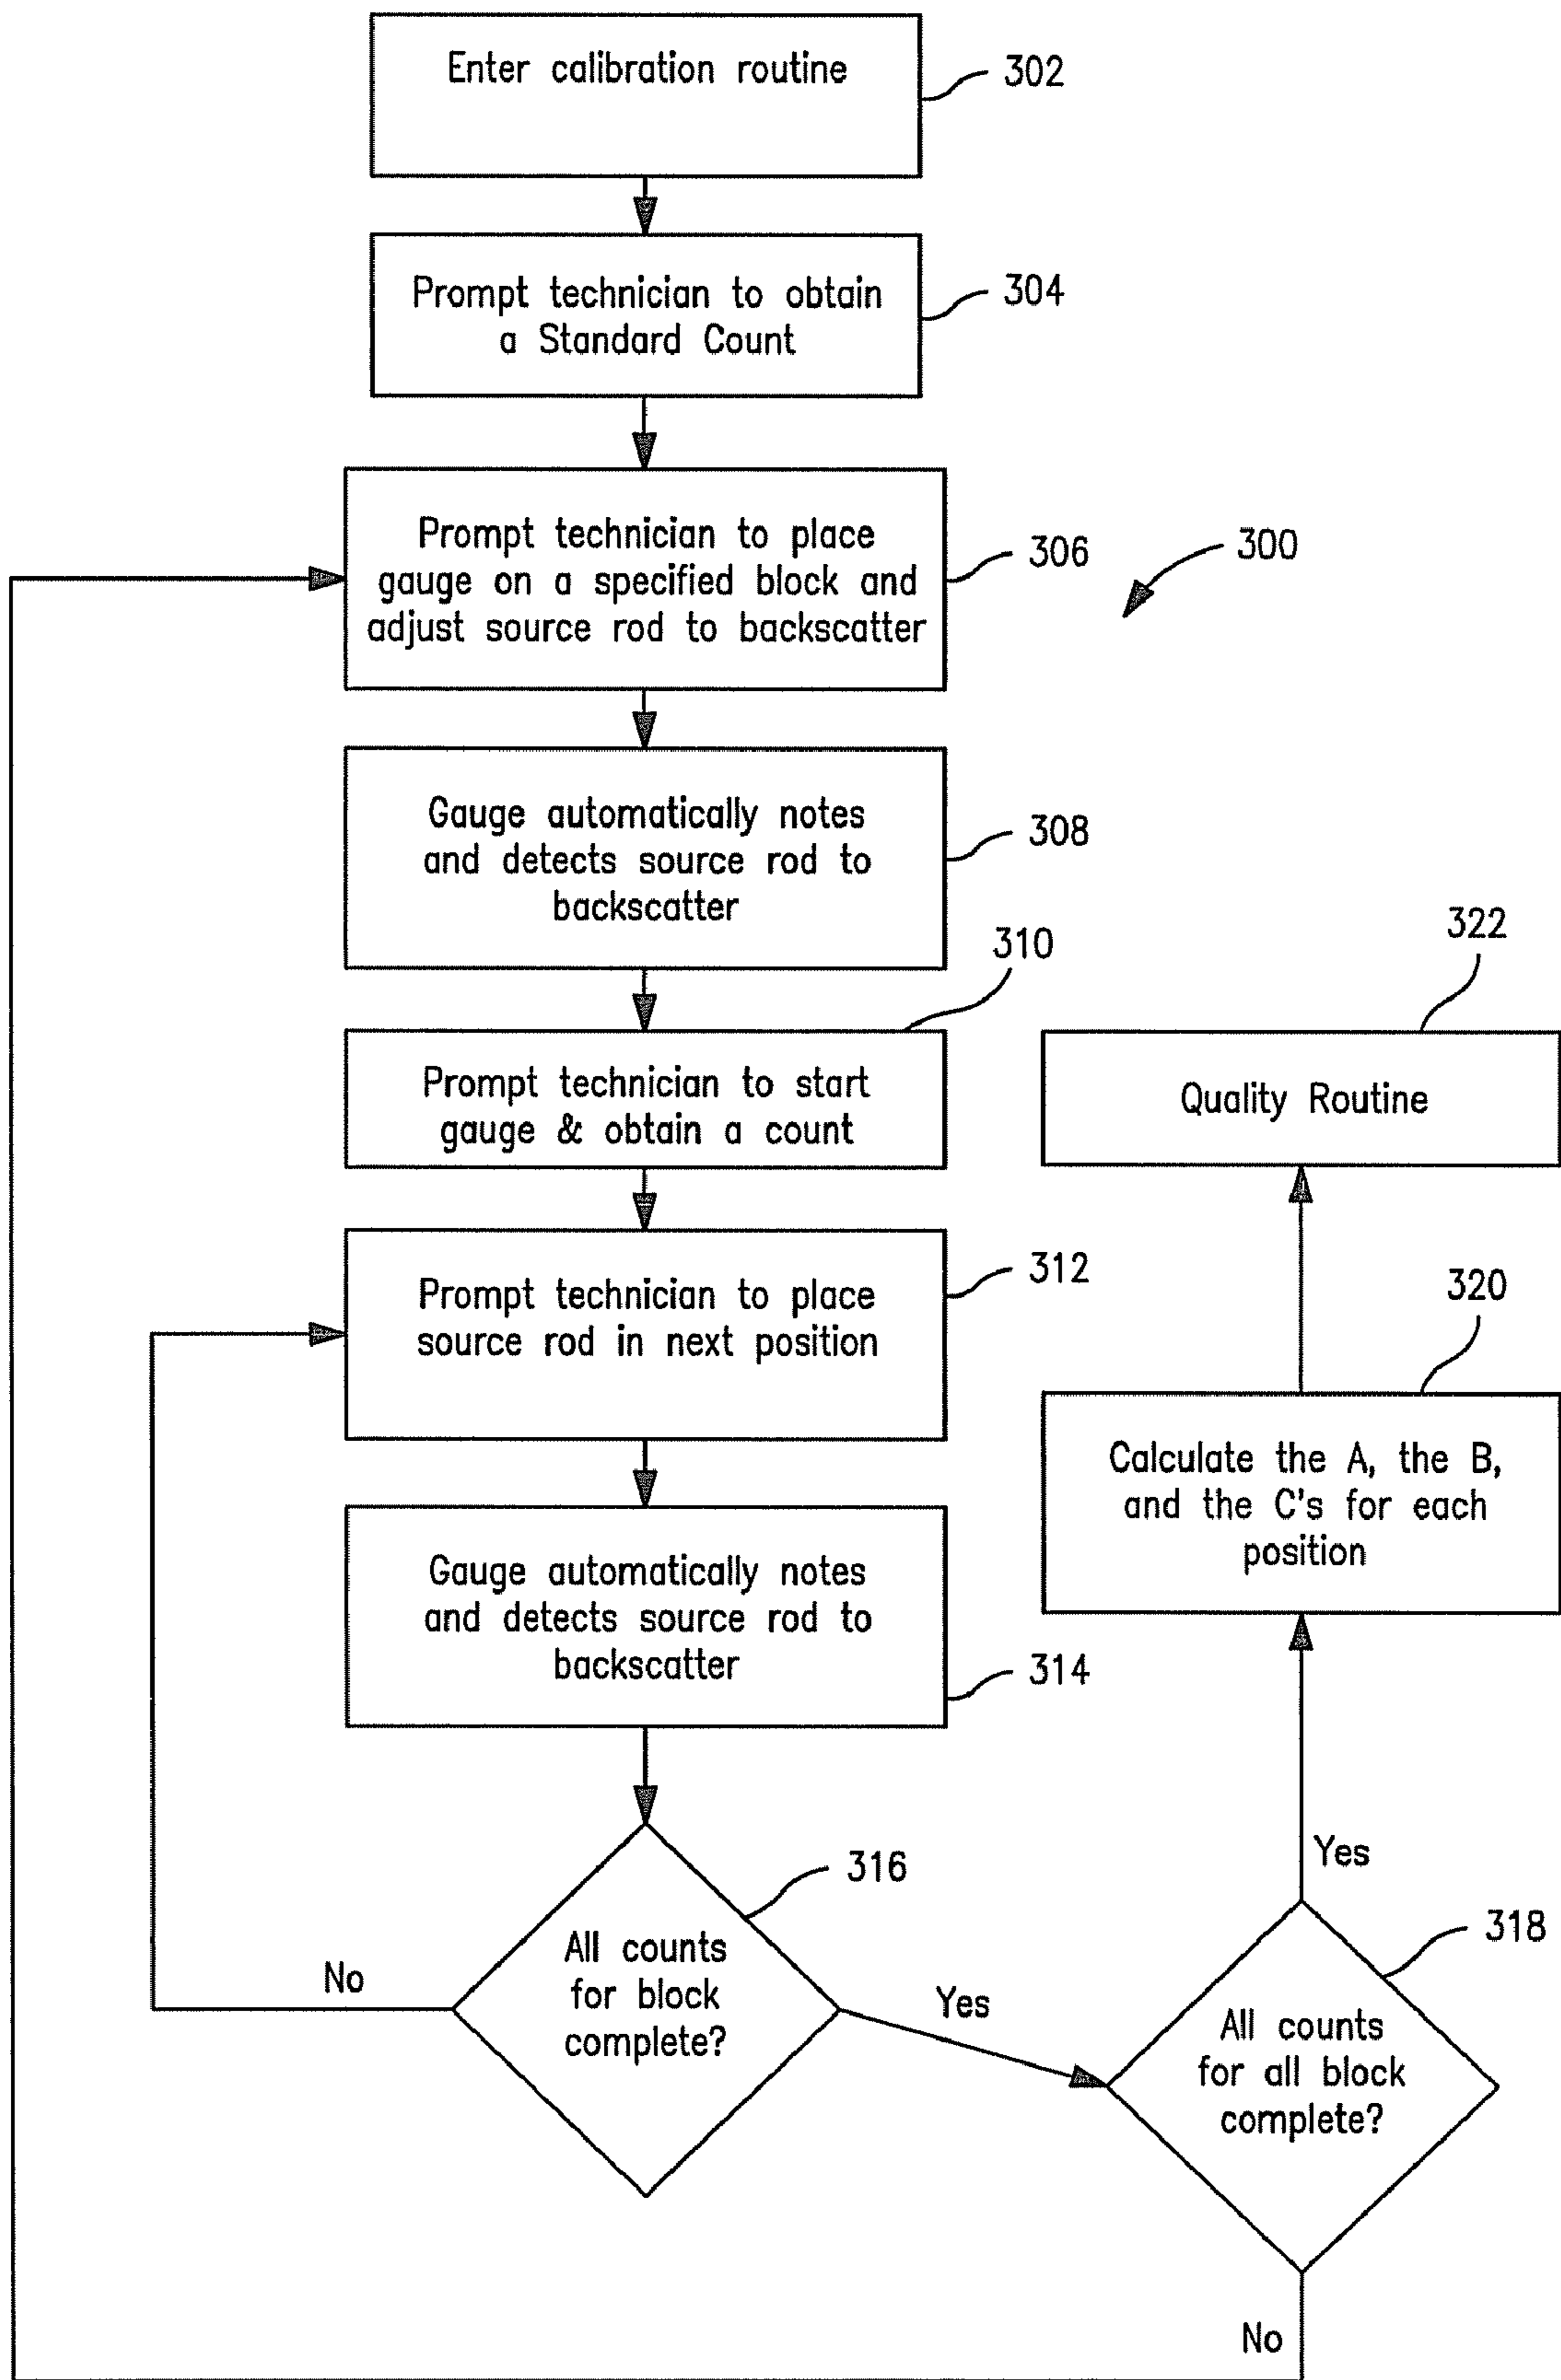 Enter calibration routine
302
Prompt technician to obtain
a Standard Count
304
Prompt technician to place
gauge on a specified block and
adjust source rod to backscatter
306
300
Gauge automatically notes
and detects source rod to
backscatter
308
310
Prompt technician to start
gauge & obtain a count
322
Quality Routine
Prompt technician to place
source rod in next position
312
320
Calculate the A, the B,
and the C's for each
position
Gauge automatically notes
and detects source rod to
backscatter
314
316
All counts
for block
complete?
No
Yes
Yes
318
All counts
for all block
complete?
No